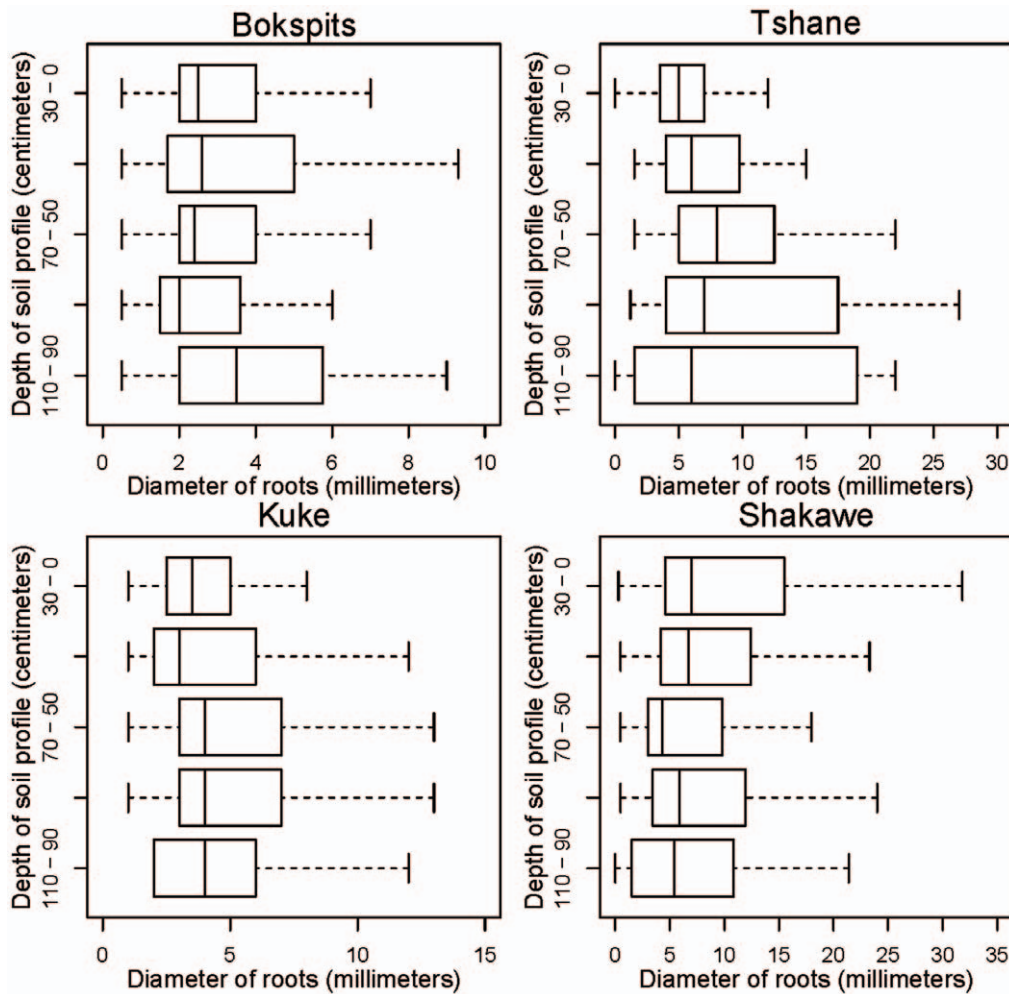 Bokspits
Depth of soil profile (centimeters)
30 – 0
70 – 50
110 – 90
0 2 4 6 8 10
Diameter of roots (millimeters)
Tshane
Depth of soil profile (centimeters)
30 – 0
70 – 50
110 – 90
0 5 10 15 20 25 30
Diameter of roots (millimeters)
Kuke
Depth of soil profile (centimeters)
30 – 0
70 – 50
110 – 90
0 5 10 15
Diameter of roots (millimeters)
Shakawe
Depth of soil profile (centimeters)
30 – 0
70 – 50
110 – 90
0 5 10 15 20 25 30 35
Diameter of roots (millimeters)